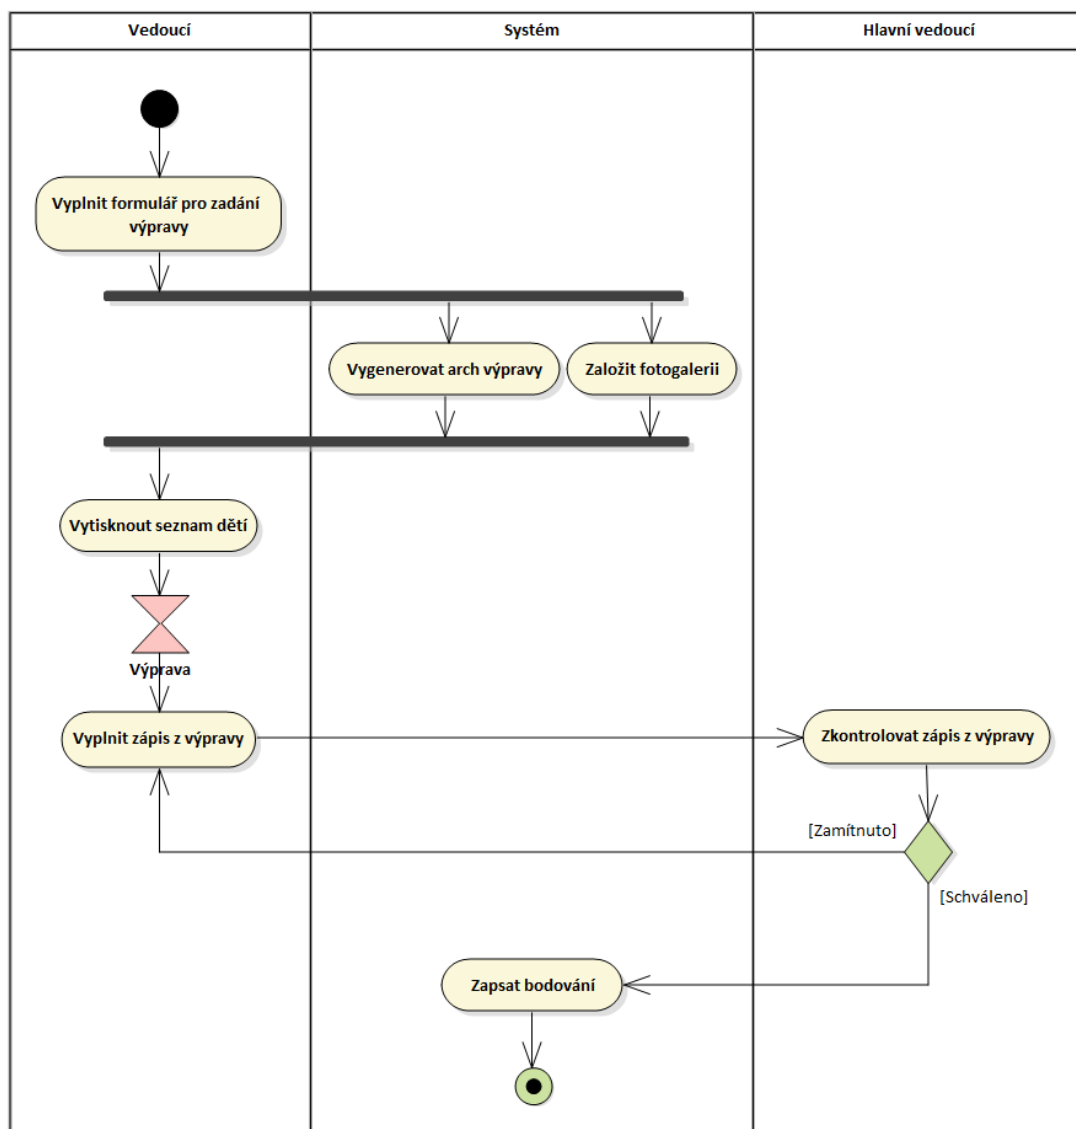 Vedoucí
Systém
Hlavní vedoucí
Vyplnit formulář pro zadání
výpravy
Vygenerovat arch výpravy
Založit fotogalerii
Vytisknout seznam dětí
Výprava
Vyplnit zápis z výpravy
Zkontrolovat zápis z výpravy
[Zamítnuto]
[Schváleno]
Zapsat bodování